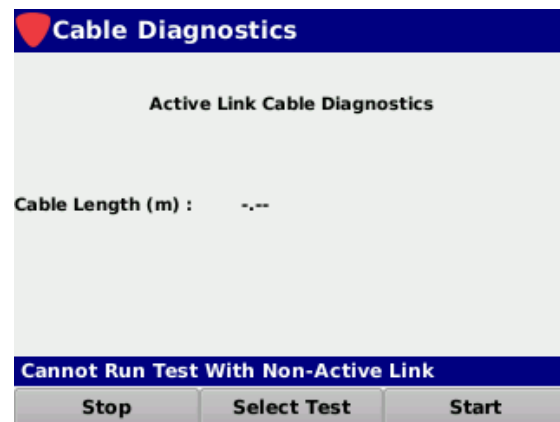 Cable Diagnostics
Active Link Cable Diagnostics
Cable Length (m) : -.--
Cannot Run Test With Non-Active Link
Stop Select Test Start